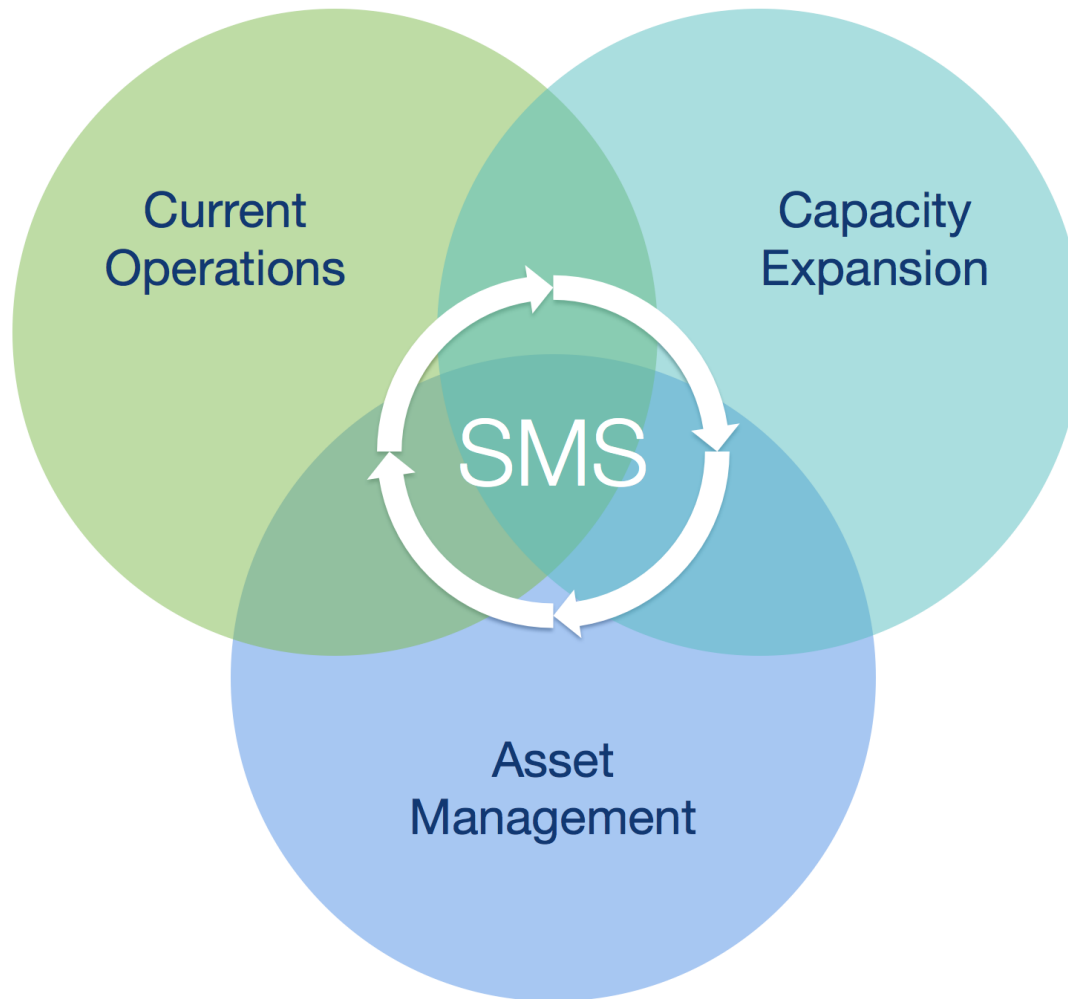 Current
Operations
Capacity
Expansion
SMS
Asset
Management